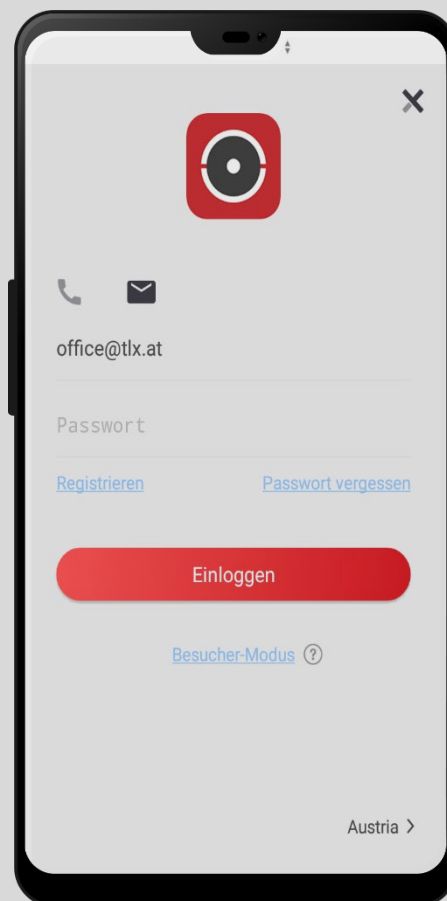 office@tlx.at
Passwort
Registrieren Passwort vergessen
Einloggen
Besucher-Modus ?
Austria >